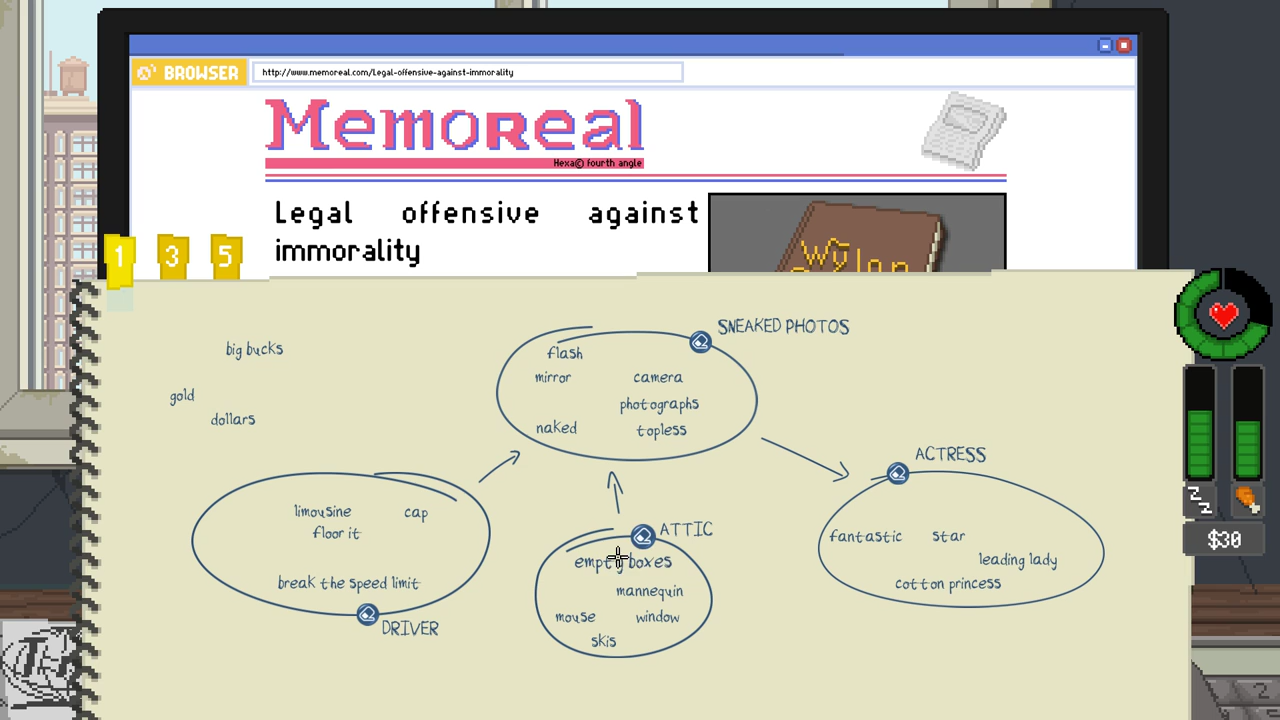 BROWSER
http://www.memoreal.com/Legal-offensive-against-immorality
Memoreal
Hexa© fourth angle
Legal offensive against
immorality
wylan
1 3 5
SNEAKED PHOTOS
big bucks
flash
mirror camera
gold
photographs
dollars
naked topless
ACTRESS
limousine cap
floor it
ATTIC
fantastic star
empty boxes
leading lady
break the speed limit
mannequin
cotton princess
mouse window
DRIVER
skis
$30